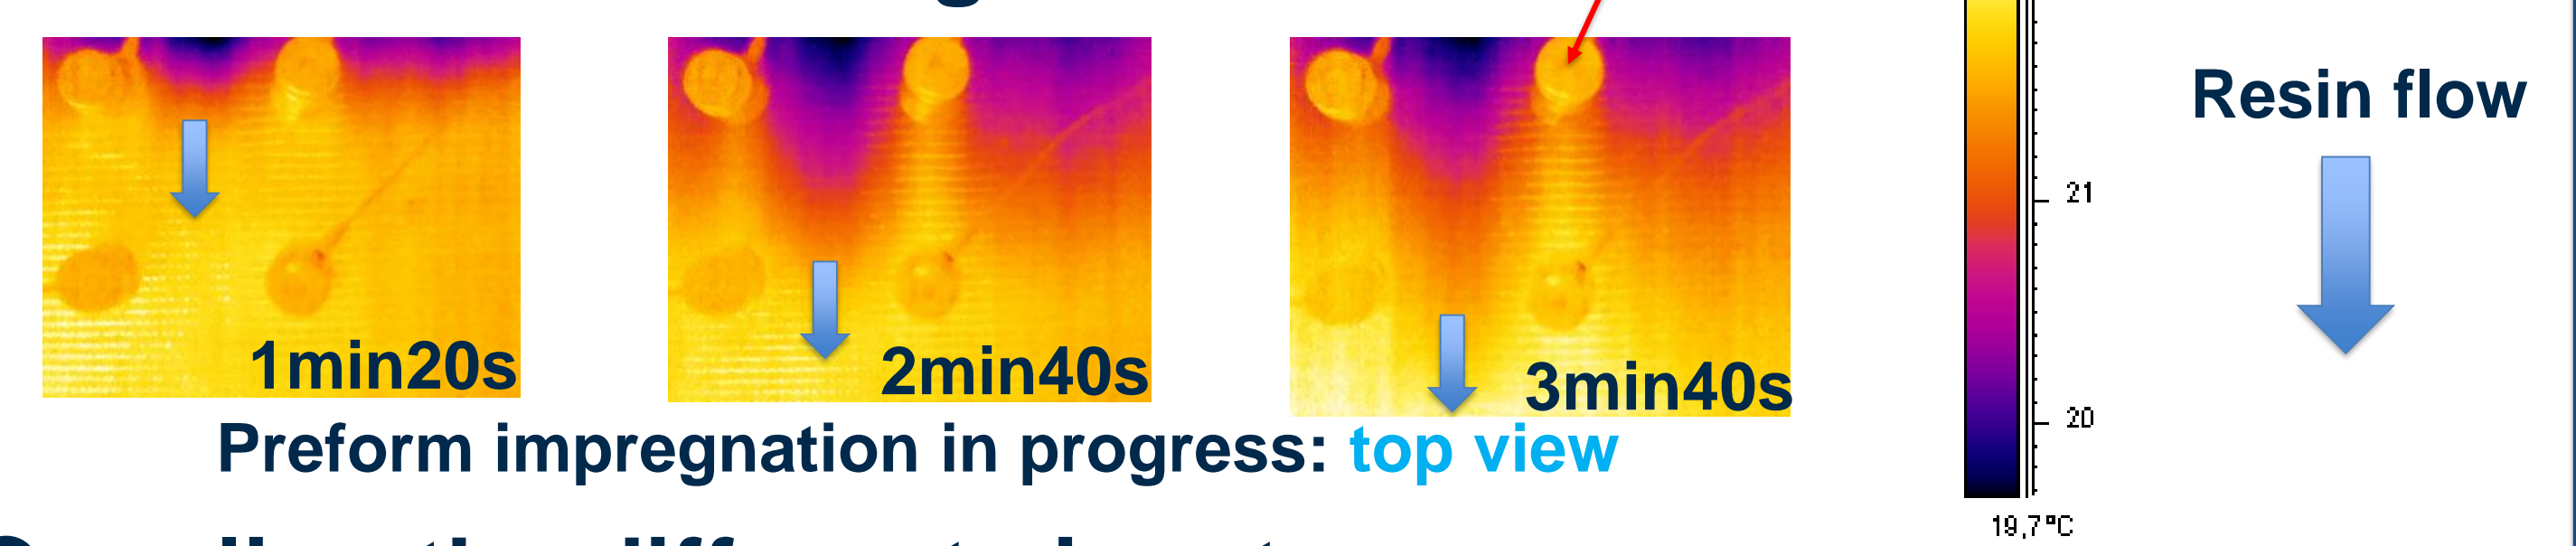 1min20s
2min40s
3min40s
Preform impregnation in progress: top view
21
20
19,7°C
Resin flow